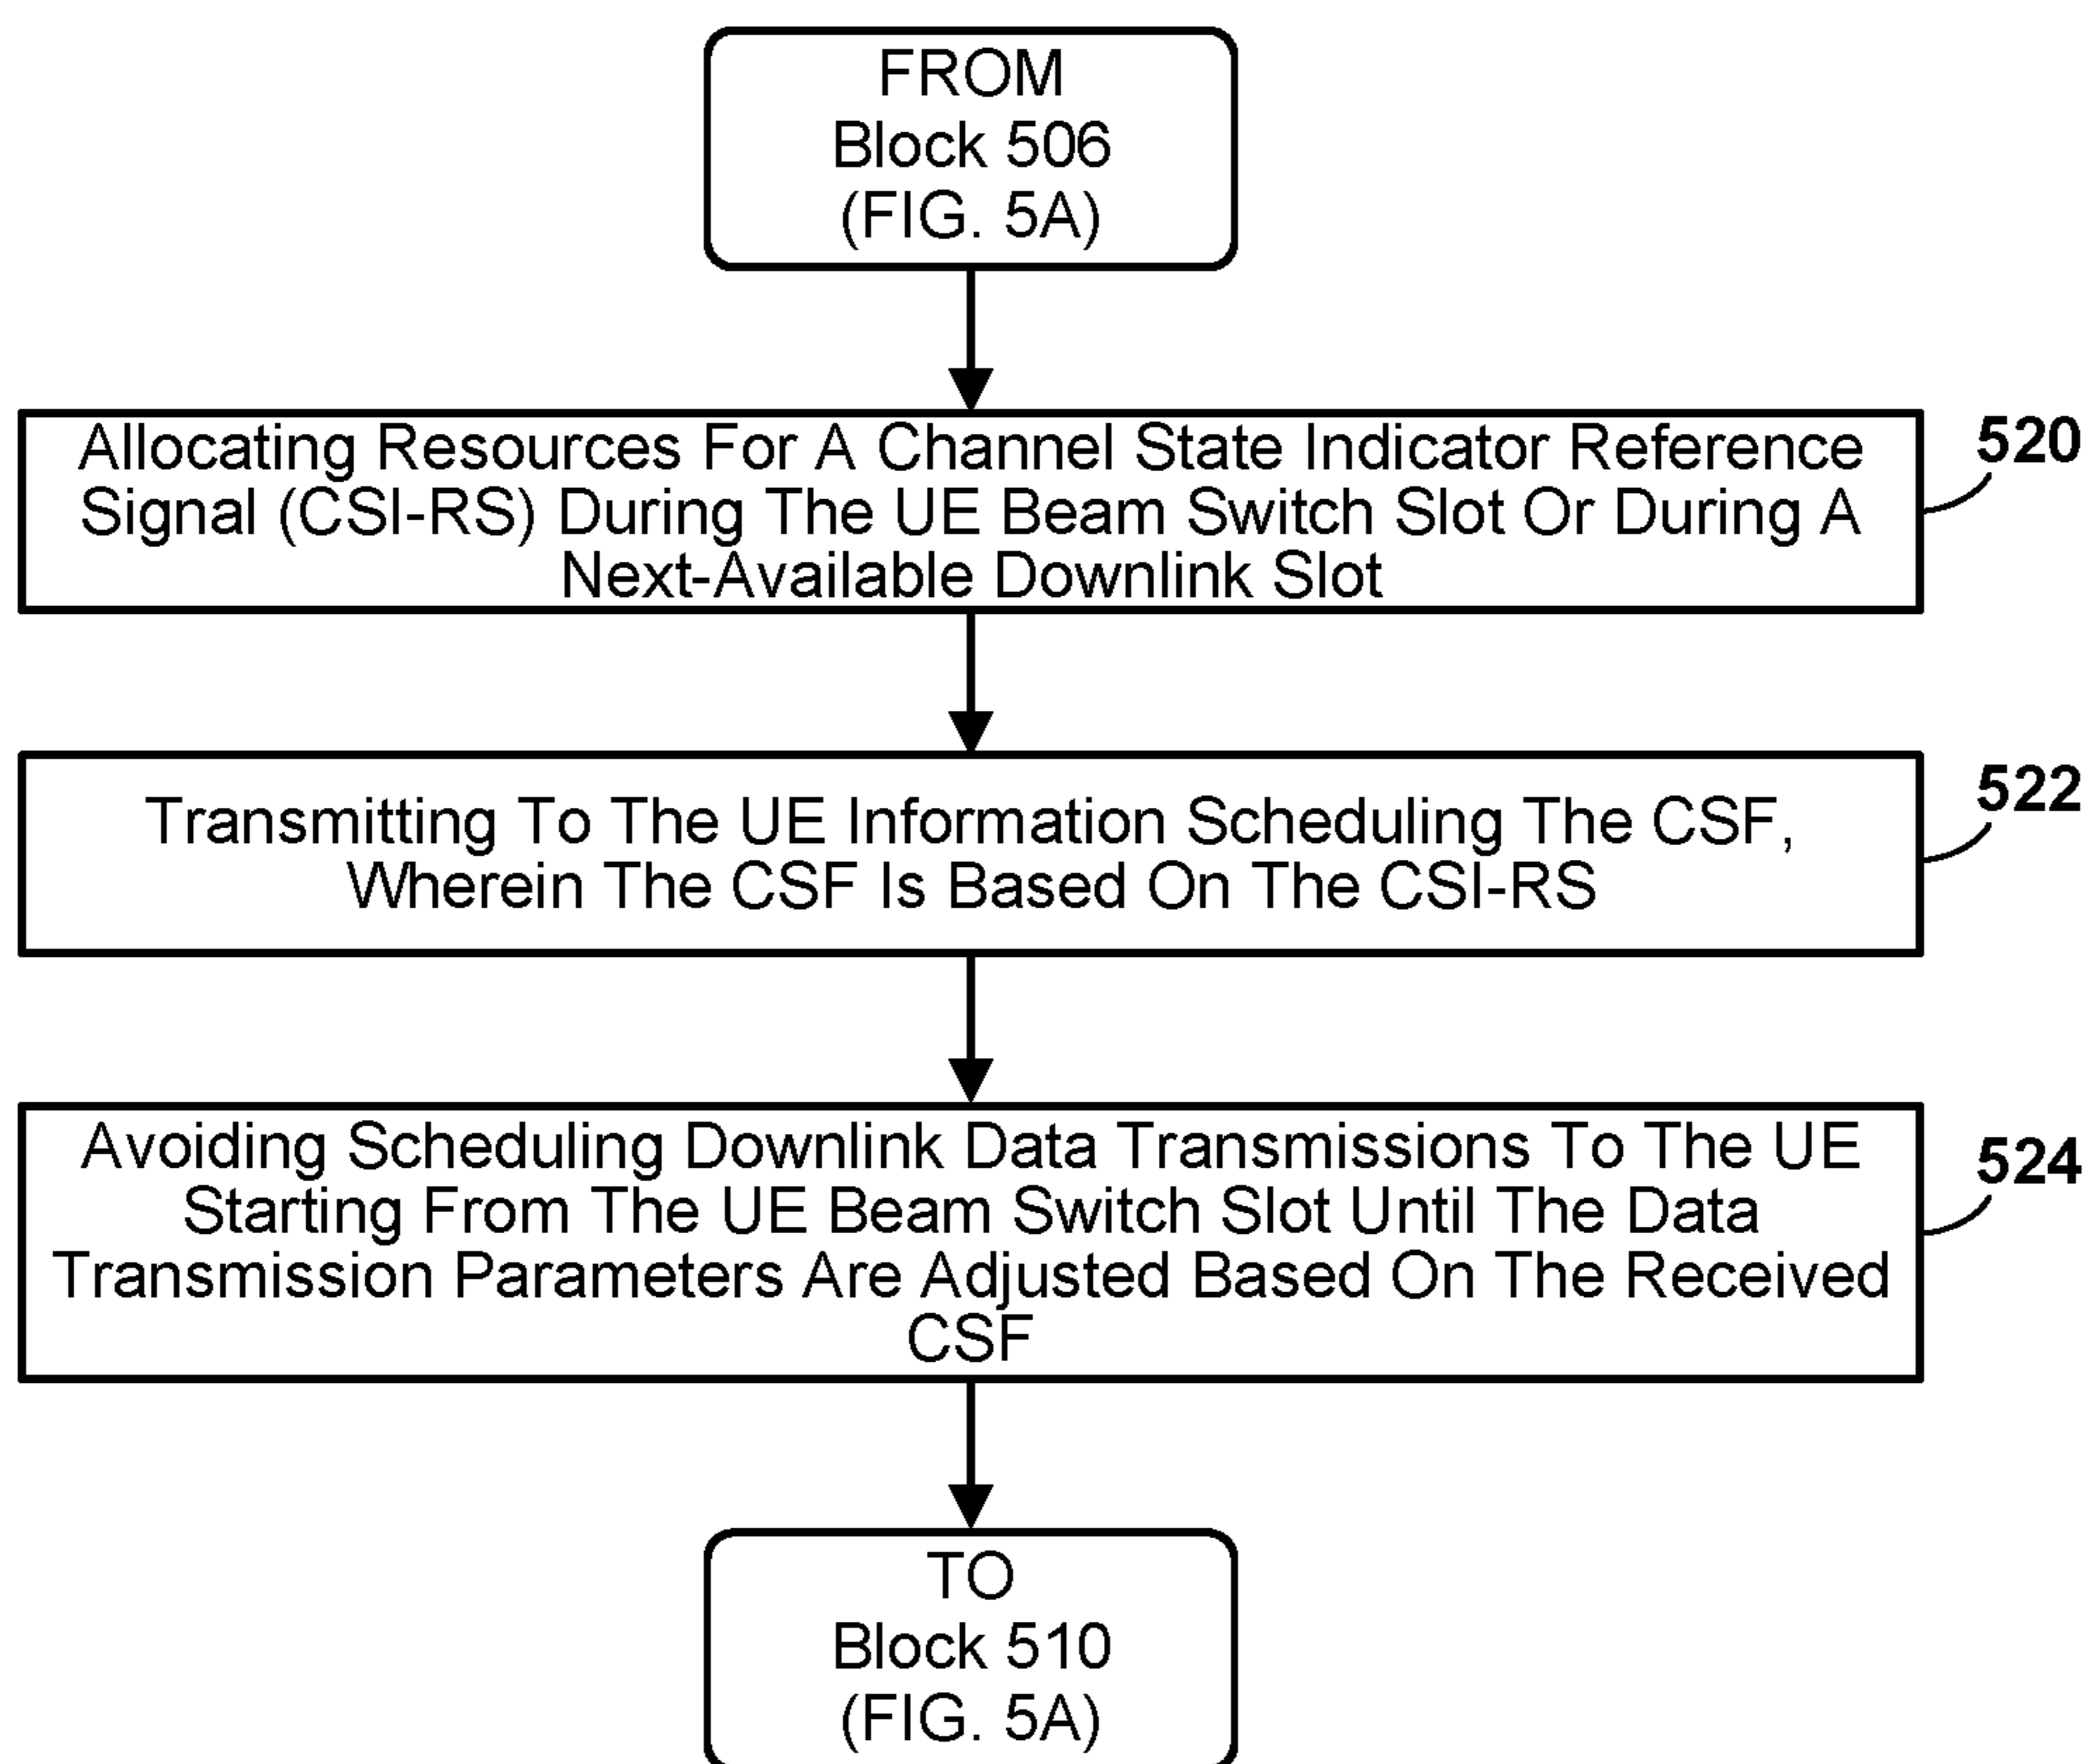 FROM
Block 506
(FIG. 5A)
Allocating Resources For A Channel State Indicator Reference
Signal (CSI-RS) During The UE Beam Switch Slot Or During A
Next-Available Downlink Slot
520
Transmitting To The UE Information Scheduling The CSF,
Wherein The CSF Is Based On The CSI-RS
522
Avoiding Scheduling Downlink Data Transmissions To The UE
Starting From The UE Beam Switch Slot Until The Data
Transmission Parameters Are Adjusted Based On The Received
CSF
524
TO
Block 510
(FIG. 5A)